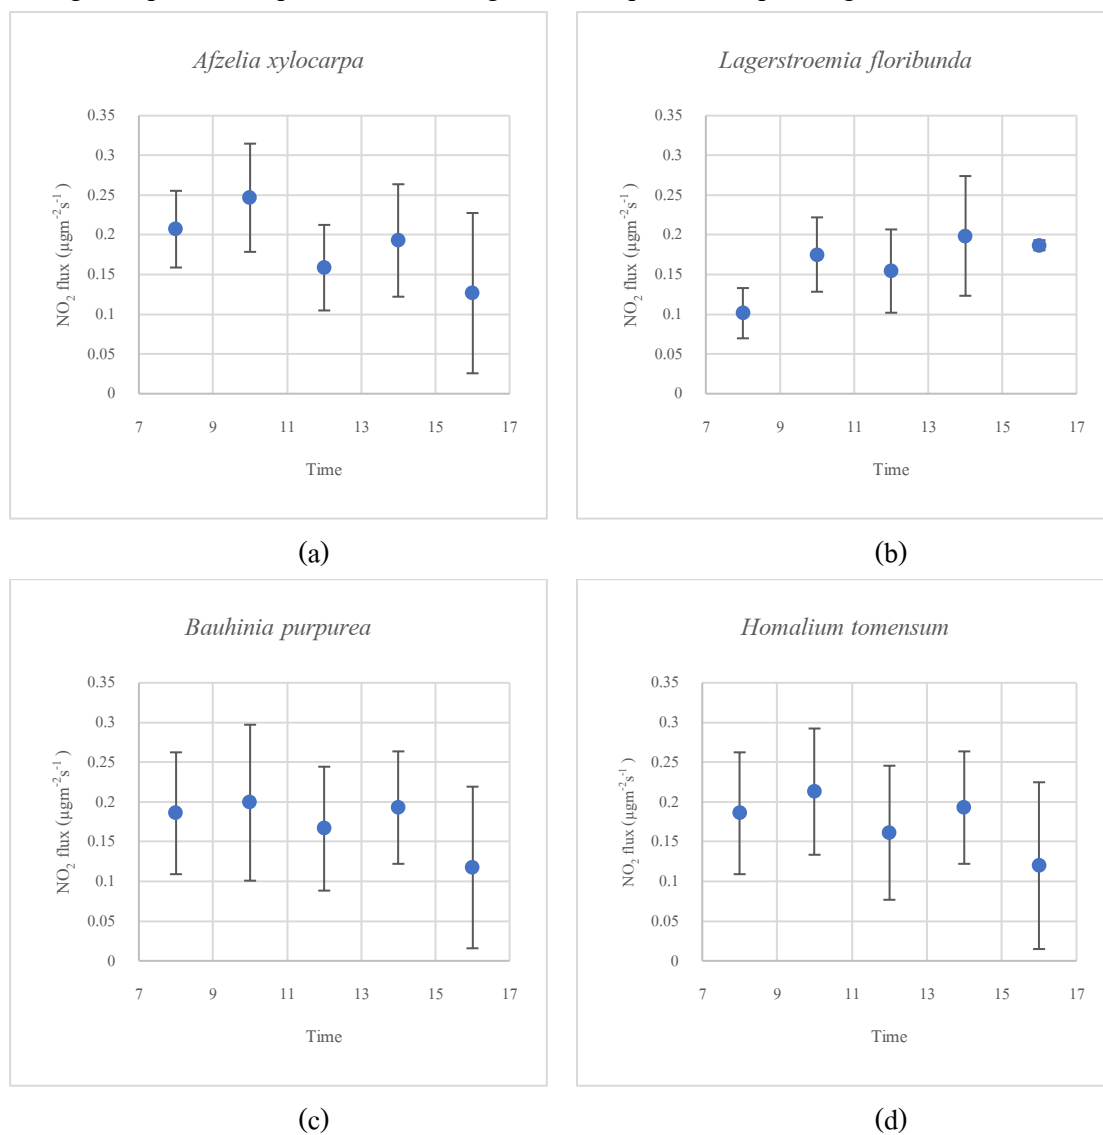 Afzelia xylocarpa
NO2 flux (µgm-2s-1 )
0.35
0.3
0.25
0.2
0.15
0.1
0.05
0
7 9 11 13 15 17
Time
(a)
Lagerstroemia floribunda
NO2 flux (µgm-2s-1 )
0.35
0.3
0.25
0.2
0.15
0.1
0.05
0
7 9 11 13 15 17
Time
(b)
Bauhinia purpurea
NO2 flux (µgm-2s-1 )
0.35
0.3
0.25
0.2
0.15
0.1
0.05
0
7 9 11 13 15 17
Time
(c)
Homalium tomensum
NO2 flux (µgm-2s-1 )
0.35
0.3
0.25
0.2
0.15
0.1
0.05
0
7 9 11 13 15 17
Time
(d)